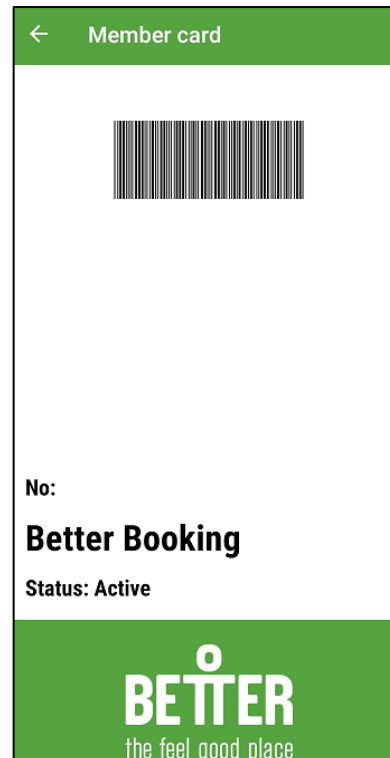 Member card
No:
Better Booking
Status: Active
BETTER
the feel good place